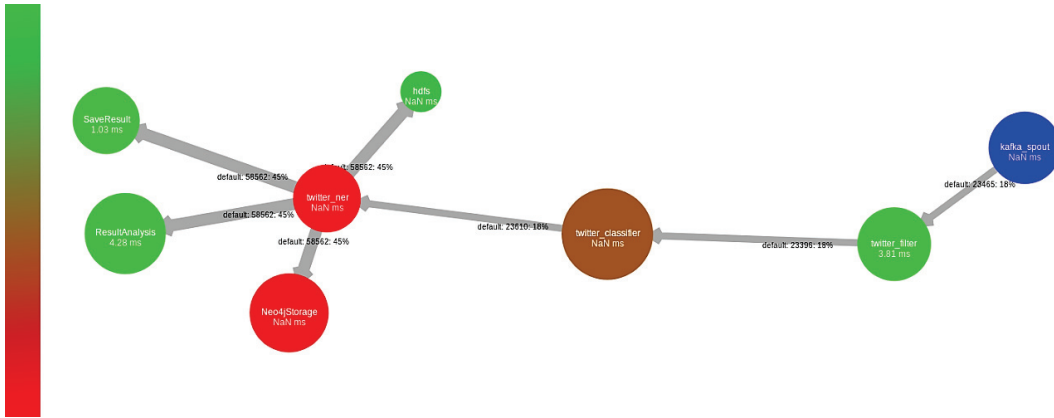 hdfs
NaN ms
SaveResult
1.03 ms
kafka_spout
NaN ms
default: 58562: 45%
default: 58562: 45%
default: 23465: 18%
twitter_ner
NaN ms
default: 58562: 45%
default: 23610: 18%
ResultAnalysis
4.28 ms
twitter_classifier
NaN ms
default: 58562: 45%
default: 23396: 18%
twitter_filter
3.81 ms
Neo4jStorage
NaN ms